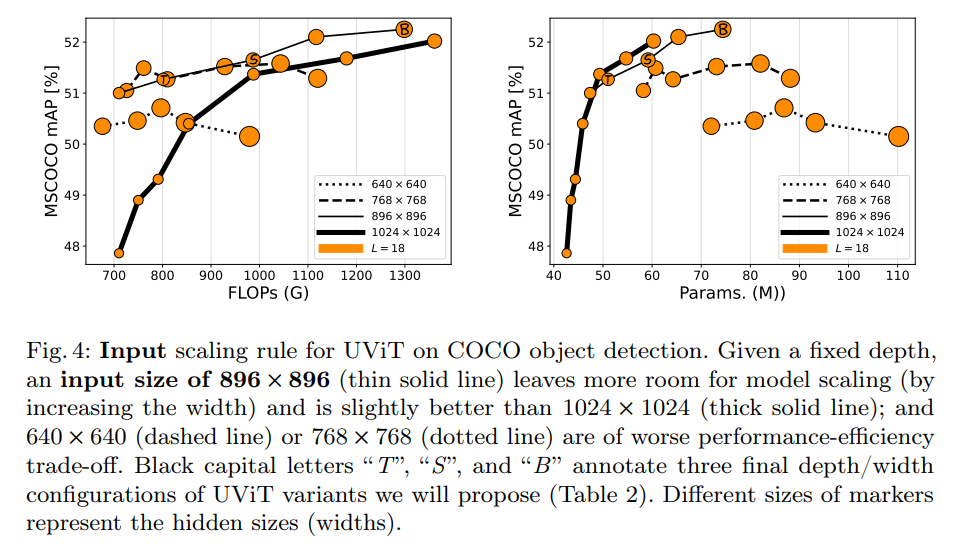 52
51
50
49
48
MSCOCO mAP [%]
700 800 900 1000 1100 1200 1300
FLOPs (G)
T
S
B
640 × 640
768 × 768
896 × 896
1024 × 1024
L = 18
52
51
50
49
48
MSCOCO mAP [%]
40 50 60 70 80 90 100 110
Params. (M))
T
S
B
640 × 640
768 × 768
896 × 896
1024 × 1024
L = 18
Fig. 4: Input scaling rule for UViT on COCO object detection. Given a fixed depth,
an input size of 896 × 896 (thin solid line) leaves more room for model scaling (by
increasing the width) and is slightly better than 1024 × 1024 (thick solid line); and
640 × 640 (dashed line) or 768 × 768 (dotted line) are of worse performance-efficiency
trade-off. Black capital letters “T”, “S”, and “B” annotate three final depth/width
configurations of UViT variants we will propose (Table 2). Different sizes of markers
represent the hidden sizes (widths).